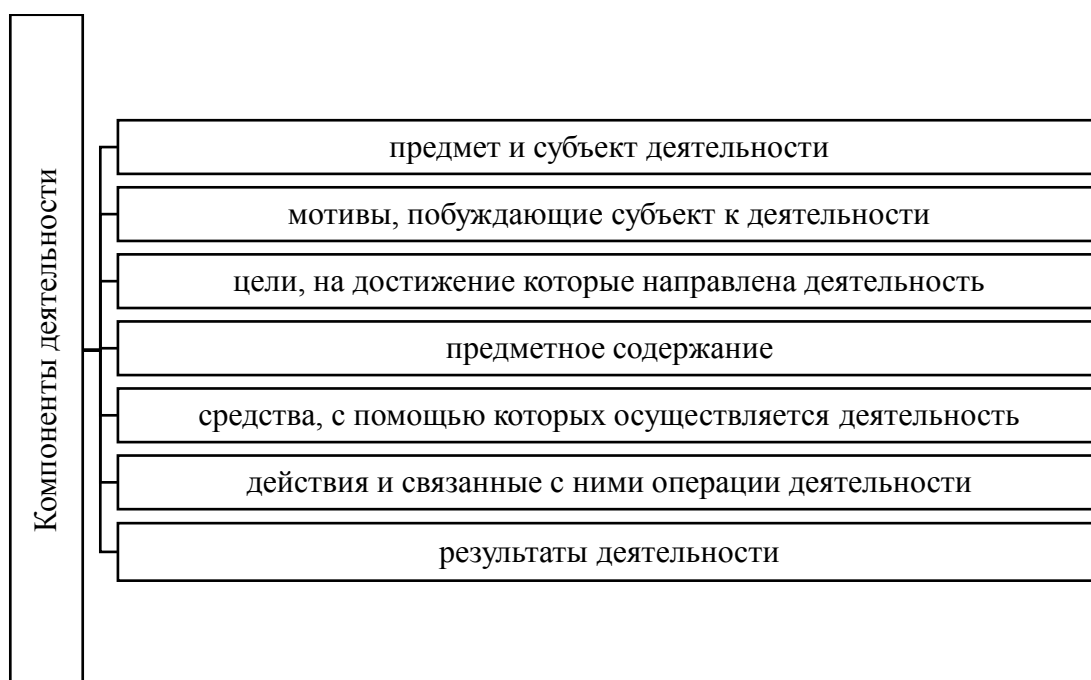 Компоненты деятельности
предмет и субъект деятельности
мотивы, побуждающие субъект к деятельности
цели, на достижение которые направлена деятельность
предметное содержание
средства, с помощью которых осуществляется деятельность
действия и связанные с ними операции деятельности
результаты деятельности